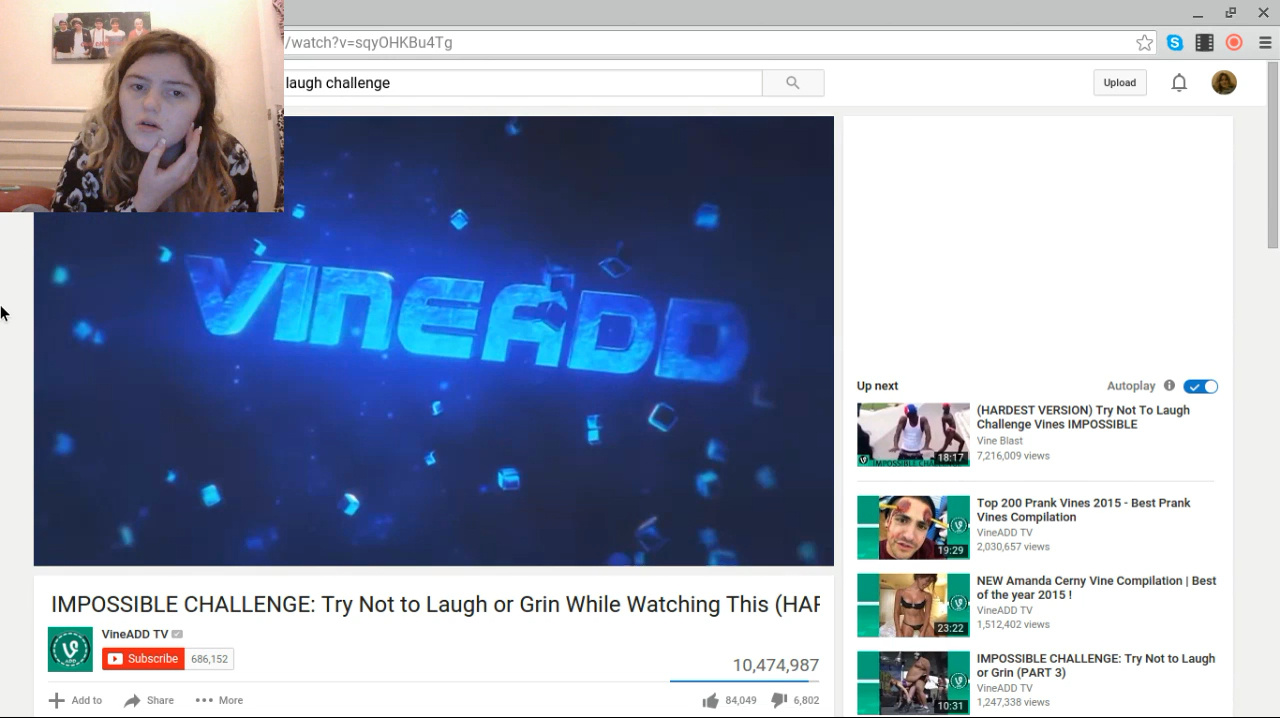 /watch?v=sqyOHKBu4Tg
laugh challenge
Upload
VINEADD
Up next
Autoplay
(HARDEST VERSION) Try Not To Laugh
Challenge Vines IMPOSSIBLE
Vine Blast
7,216,009 views
IMPOSSIBLE CHALLENGE
18:17
Top 200 Prank Vines 2015 - Best Prank
Vines Compilation
VineADD TV
2,030,657 views
19:29
NEW Amanda Cerny Vine Compilation | Best
of the year 2015 !
VineADD TV
1,512,402 views
23:22
IMPOSSIBLE CHALLENGE: Try Not to Laugh
or Grin (PART 3)
VineADD TV
1,247,338 views
10:31
IMPOSSIBLE CHALLENGE: Try Not to Laugh or Grin While Watching This (HAR
VineADD TV
Subscribe 686,152
10,474,987
Add to Share More
84,049 6,802